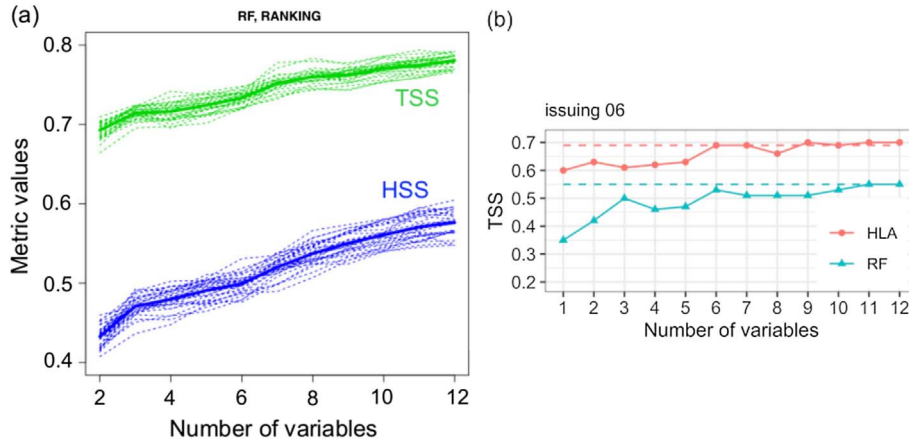 (a)
RF, RANKING
Metric values
0.8
0.7
0.6
0.5
0.4
TSS
HSS
2 4 6 8 10 12
Number of variables
(b)
issuing 06
TSS
0.7
0.6
0.5
0.4
0.3
0.2
HLA
RF
1 2 3 4 5 6 7 8 9 10 11 12
Number of variables